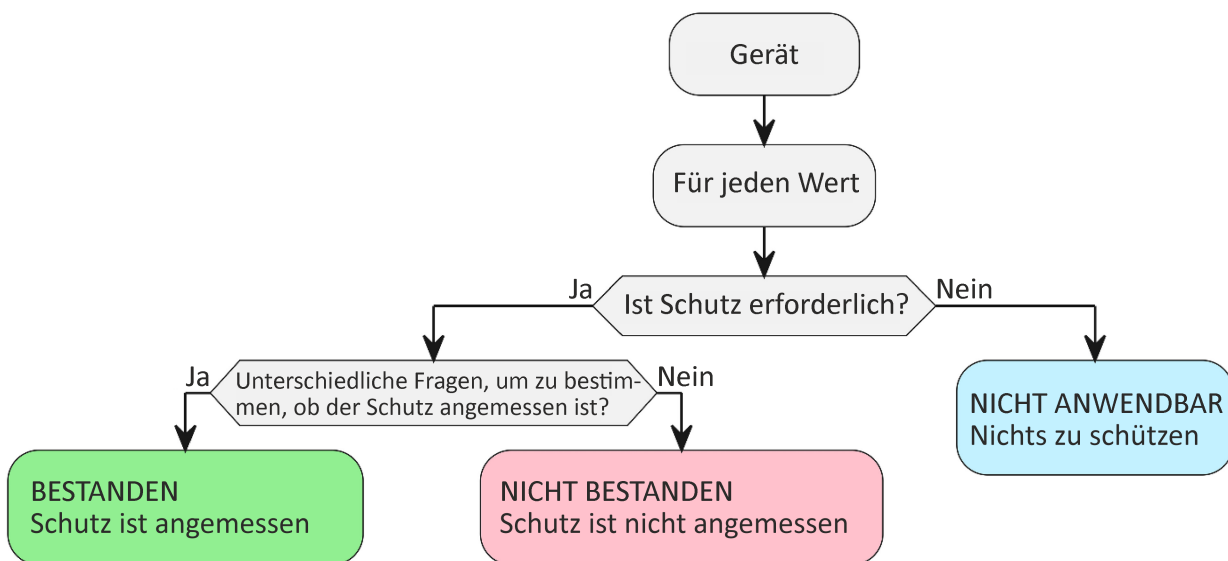 Gerät
Für jeden Wert
Ja
Ist Schutz erforderlich?
Nein
Ja
Unterschiedliche Fragen, um zu bestim-
men, ob der Schutz angemessen ist?
Nein
NICHT ANWENDBAR
Nichts zu schützen
BESTANDEN
Schutz ist angemessen
NICHT BESTANDEN
Schutz ist nicht angemessen